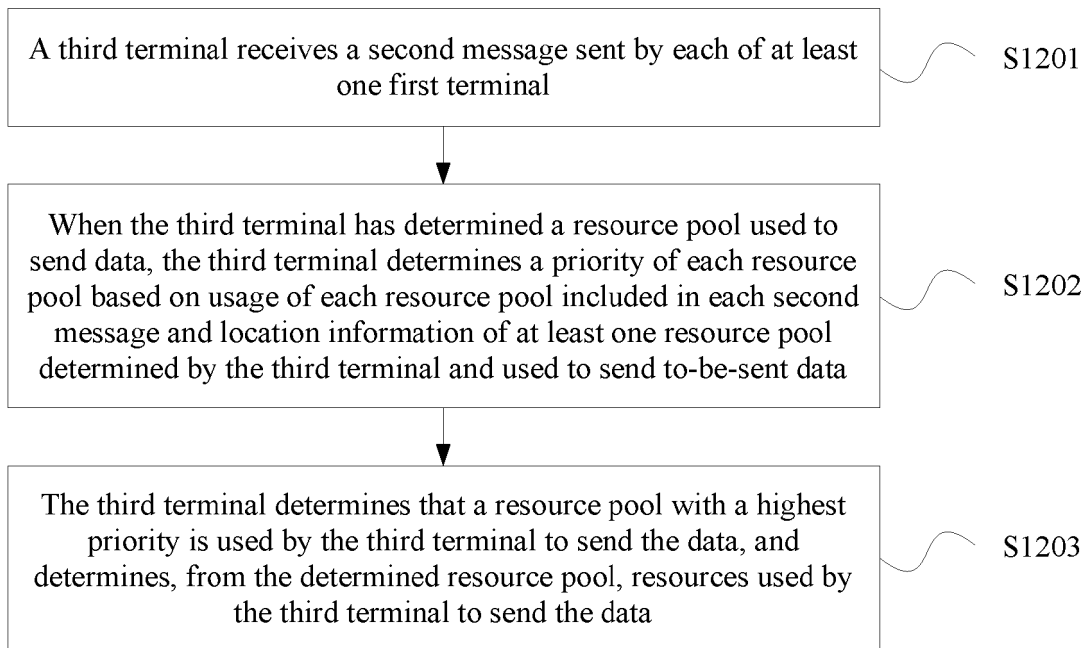 A third terminal receives a second message sent by each of at least
one first terminal
S1201
When the third terminal has determined a resource pool used to
send data, the third terminal determines a priority of each resource
pool based on usage of each resource pool included in each second
message and location information of at least one resource pool
determined by the third terminal and used to send to-be-sent data
S1202
The third terminal determines that a resource pool with a highest
priority is used by the third terminal to send the data, and
determines, from the determined resource pool, resources used by
the third terminal to send the data
S1203